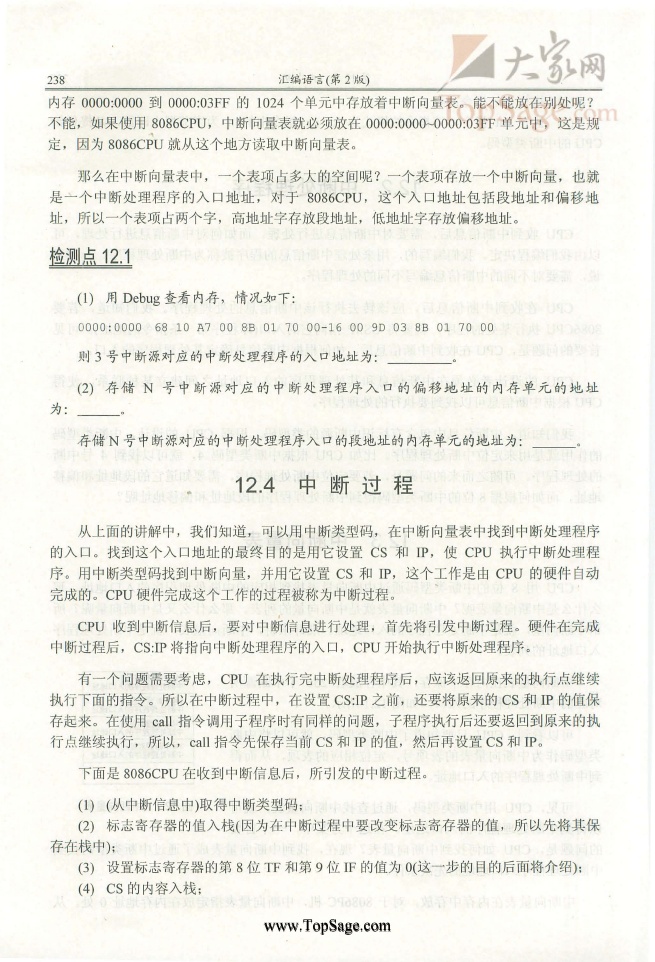 大家网
TopSage.com
238
汇编语言(第 2 版)
内存 0000:0000 到 0000:03FF 的 1024 个单元中存放着中断向量表。能不能放在别处呢？
不能，如果使用 8086CPU，中断向量表就必须放在 0000:0000~0000:03FF 单元中，这是规
定，因为 8086CPU 就从这个地方读取中断向量表。
那么在中断向量表中，一个表项占多大的空间呢？一个表项存放一个中断向量，也就
是一个中断处理程序的入口地址，对于 8086CPU，这个入口地址包括段地址和偏移地
址，所以一个表项占两个字，高地址字存放段地址，低地址字存放偏移地址。
检测点 12.1
(1) 用 Debug 查看内存，情况如下：
0000:0000 68 10 A7 00 8B 01 70 00-16 00 9D 03 8B 01 70 00
则 3 号中断源对应的中断处理程序的入口地址为：________。
(2) 存储 N 号中断源对应的中断处理程序入口的偏移地址的内存单元的地址
为：______。
存储 N 号中断源对应的中断处理程序入口的段地址的内存单元的地址为：______。
12.4 中 断 过 程
从上面的讲解中，我们知道，可以用中断类型码，在中断向量表中找到中断处理程序
的入口。找到这个入口地址的最终目的是用它设置 CS 和 IP，使 CPU 执行中断处理程
序。用中断类型码找到中断向量，并用它设置 CS 和 IP，这个工作是由 CPU 的硬件自动
完成的。CPU 硬件完成这个工作的过程被称为中断过程。
CPU 收到中断信息后，要对中断信息进行处理，首先将引发中断过程。硬件在完成
中断过程后，CS:IP 将指向中断处理程序的入口，CPU 开始执行中断处理程序。
有一个问题需要考虑，CPU 在执行完中断处理程序后，应该返回原来的执行点继续
执行下面的指令。所以在中断过程中，在设置 CS:IP 之前，还要将原来的 CS 和 IP 的值保
存起来。在使用 call 指令调用子程序时有同样的问题，子程序执行后还要返回到原来的执
行点继续执行，所以，call 指令先保存当前 CS 和 IP 的值，然后再设置 CS 和 IP。
下面是 8086CPU 在收到中断信息后，所引发的中断过程。
(1) (从中断信息中)取得中断类型码；
(2) 标志寄存器的值入栈(因为在中断过程中要改变标志寄存器的值，所以先将其保
存在栈中)；
(3) 设置标志寄存器的第 8 位 TF 和第 9 位 IF 的值为 0(这一步的目的后面将介绍)；
(4) CS 的内容入栈；
www.TopSage.com